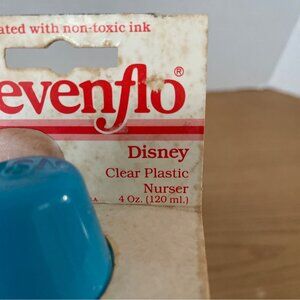 ated with non-toxic ink
evenflo®
Disney
Clear Plastic
Nurser
4 Oz. (120 ml.)